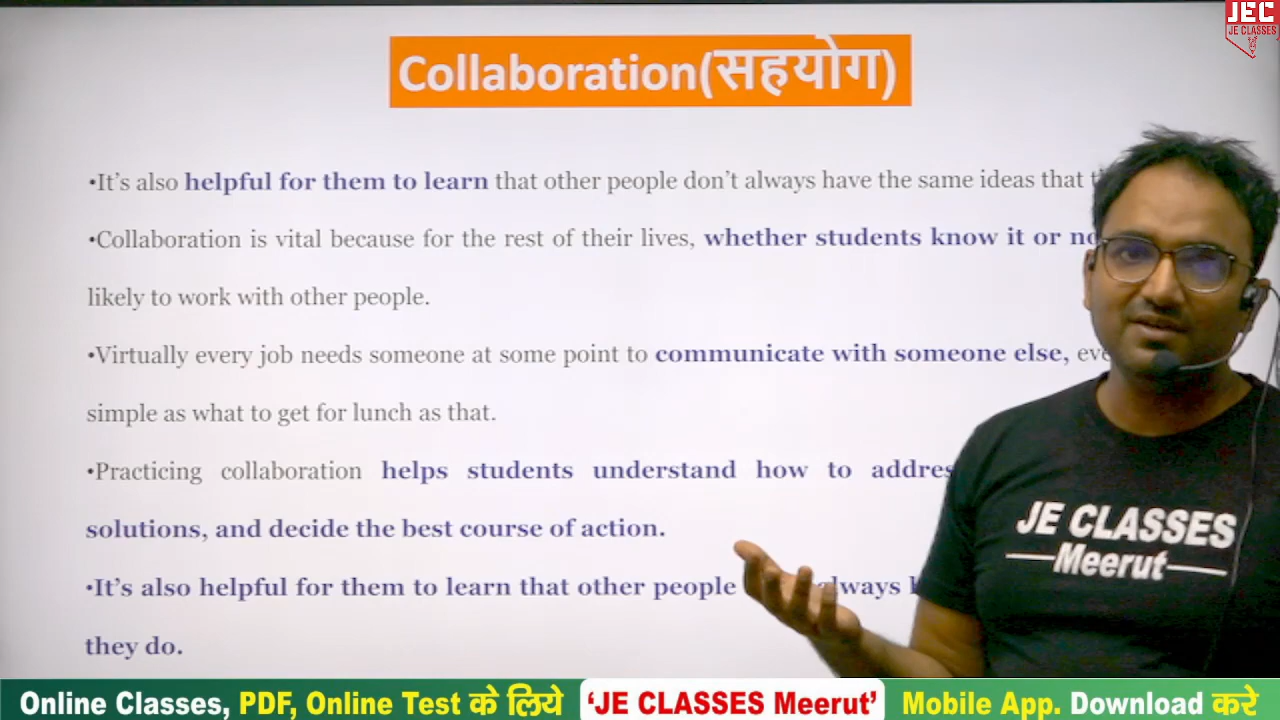 JEC
JE CLASSES
Collaboration(सहयोग)
•It's also helpful for them to learn that other people don't always have the same ideas that
•Collaboration is vital because for the rest of their lives, whether students know it or
likely to work with other people.
•Virtually every job needs someone at some point to communicate with someone else,
simple as what to get for lunch as that.
•Practicing collaboration helps students understand how to
solutions, and decide the best course of action.
•It's also helpful for them to learn that other people
they do.
JE CLASSES
Meerut
Online Classes, PDF, Online Test के लिये 'JE CLASSES Meerut' Mobile App. Download करे